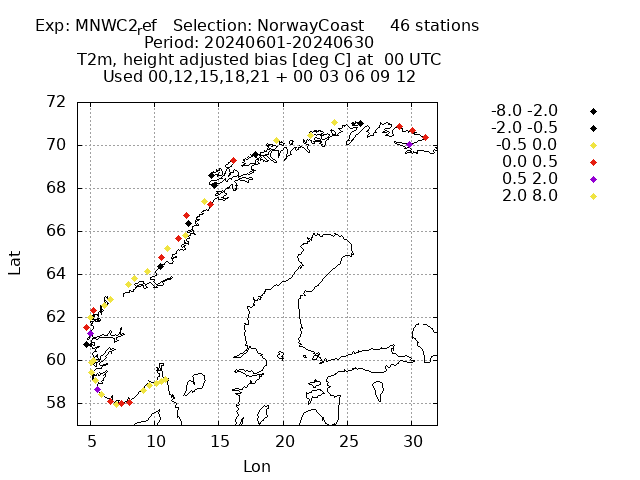 Exp: MNWC2ref   Selection: NorwayCoast     46 stations
Period: 20240601-20240630
T2m, height adjusted bias [deg C] at  00 UTC
Used 00,12,15,18,21 + 00 03 06 09 12
72
70
68
66
64
62
60
58
Lat
5 10 15 20 25 30
Lon
-8.0 -2.0
-2.0 -0.5
-0.5 0.0
0.0 0.5
0.5 2.0
2.0 8.0